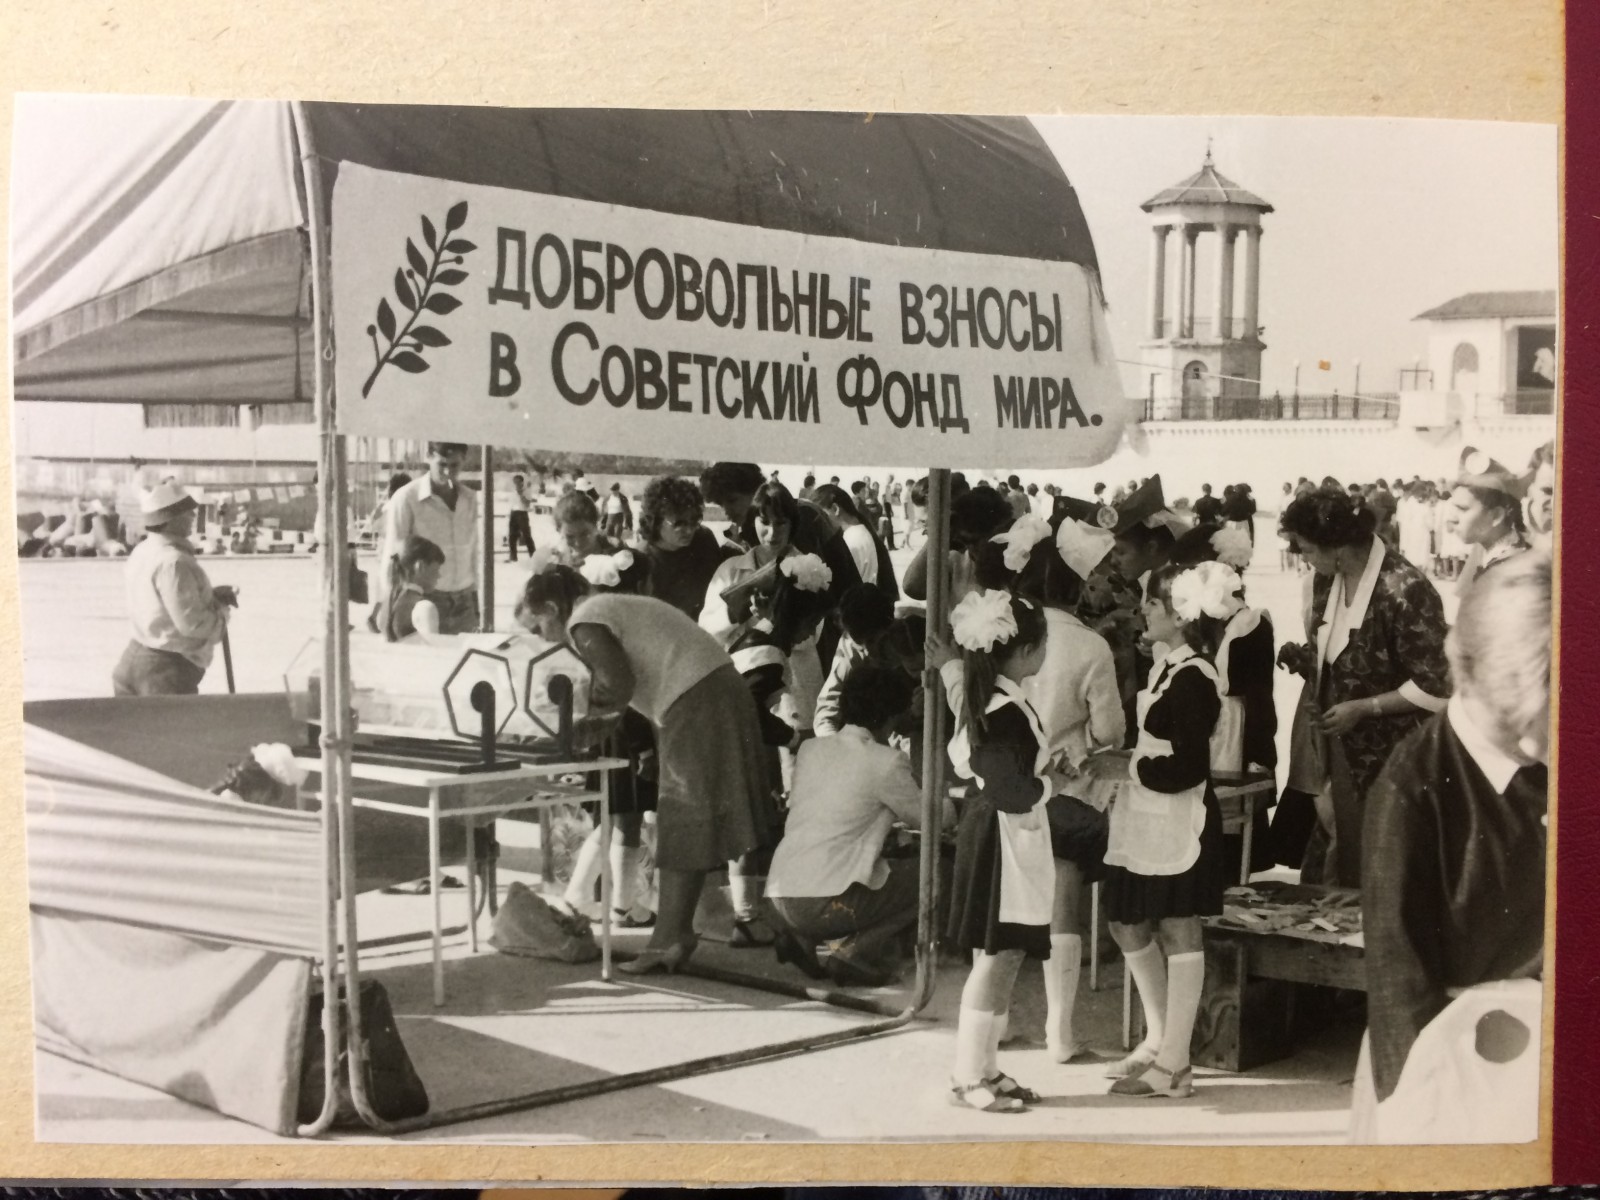 ДОБРОВОЛЬНЫЕ ВЗНОСЫ
В СОВЕТСКИЙ ФОНД МИРА.